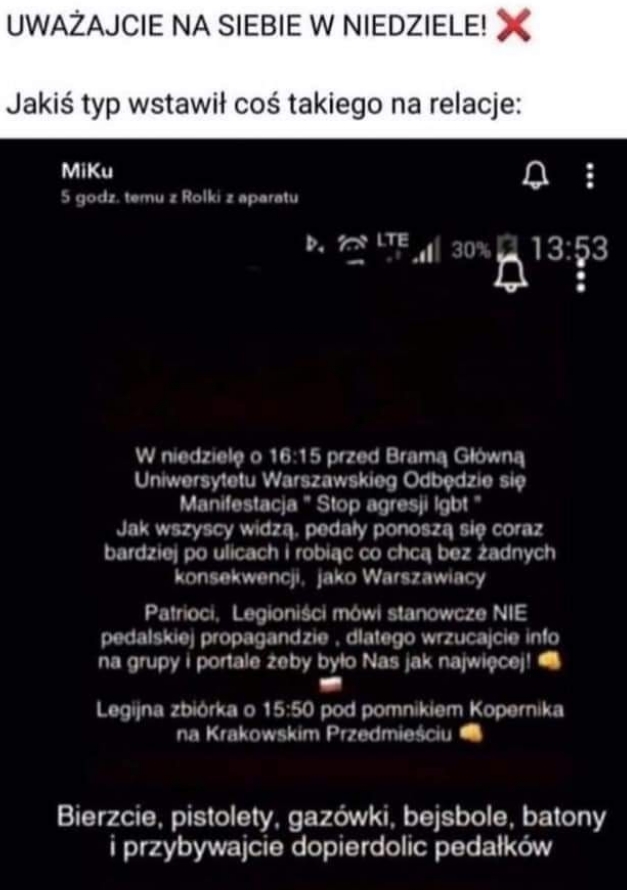 UWAŻAJCIE NA SIEBIE W NIEDZIELE! ❌
Jakiś typ wstawił coś takiego na relacje:
MiKu
5 godz. temu z Rolki z aparatu
LTE 30% 13:53
W niedzielę o 16:15 przed Bramą Główną
Uniwersytetu Warszawskieg Odbędzie się
Manifestacja " Stop agresji lgbt "
Jak wszyscy widzą, pedały ponoszą się coraz
bardziej po ulicach i robiąc co chcą bez żadnych
konsekwencji, jako Warszawiacy
Patrioci, Legioniści mówi stanowcze NIE
pedalskiej propagandzie , dlatego wrzucajcie info
na grupy i portale żeby było Nas jak najwięcej! 👊
🇵🇱
Legijna zbiórka o 15:50 pod pomnikiem Kopernika
na Krakowskim Przedmieściu 👊
Bierzcie, pistolety, gazówki, bejsbole, batony
i przybywajcie dopierdolic pedałków